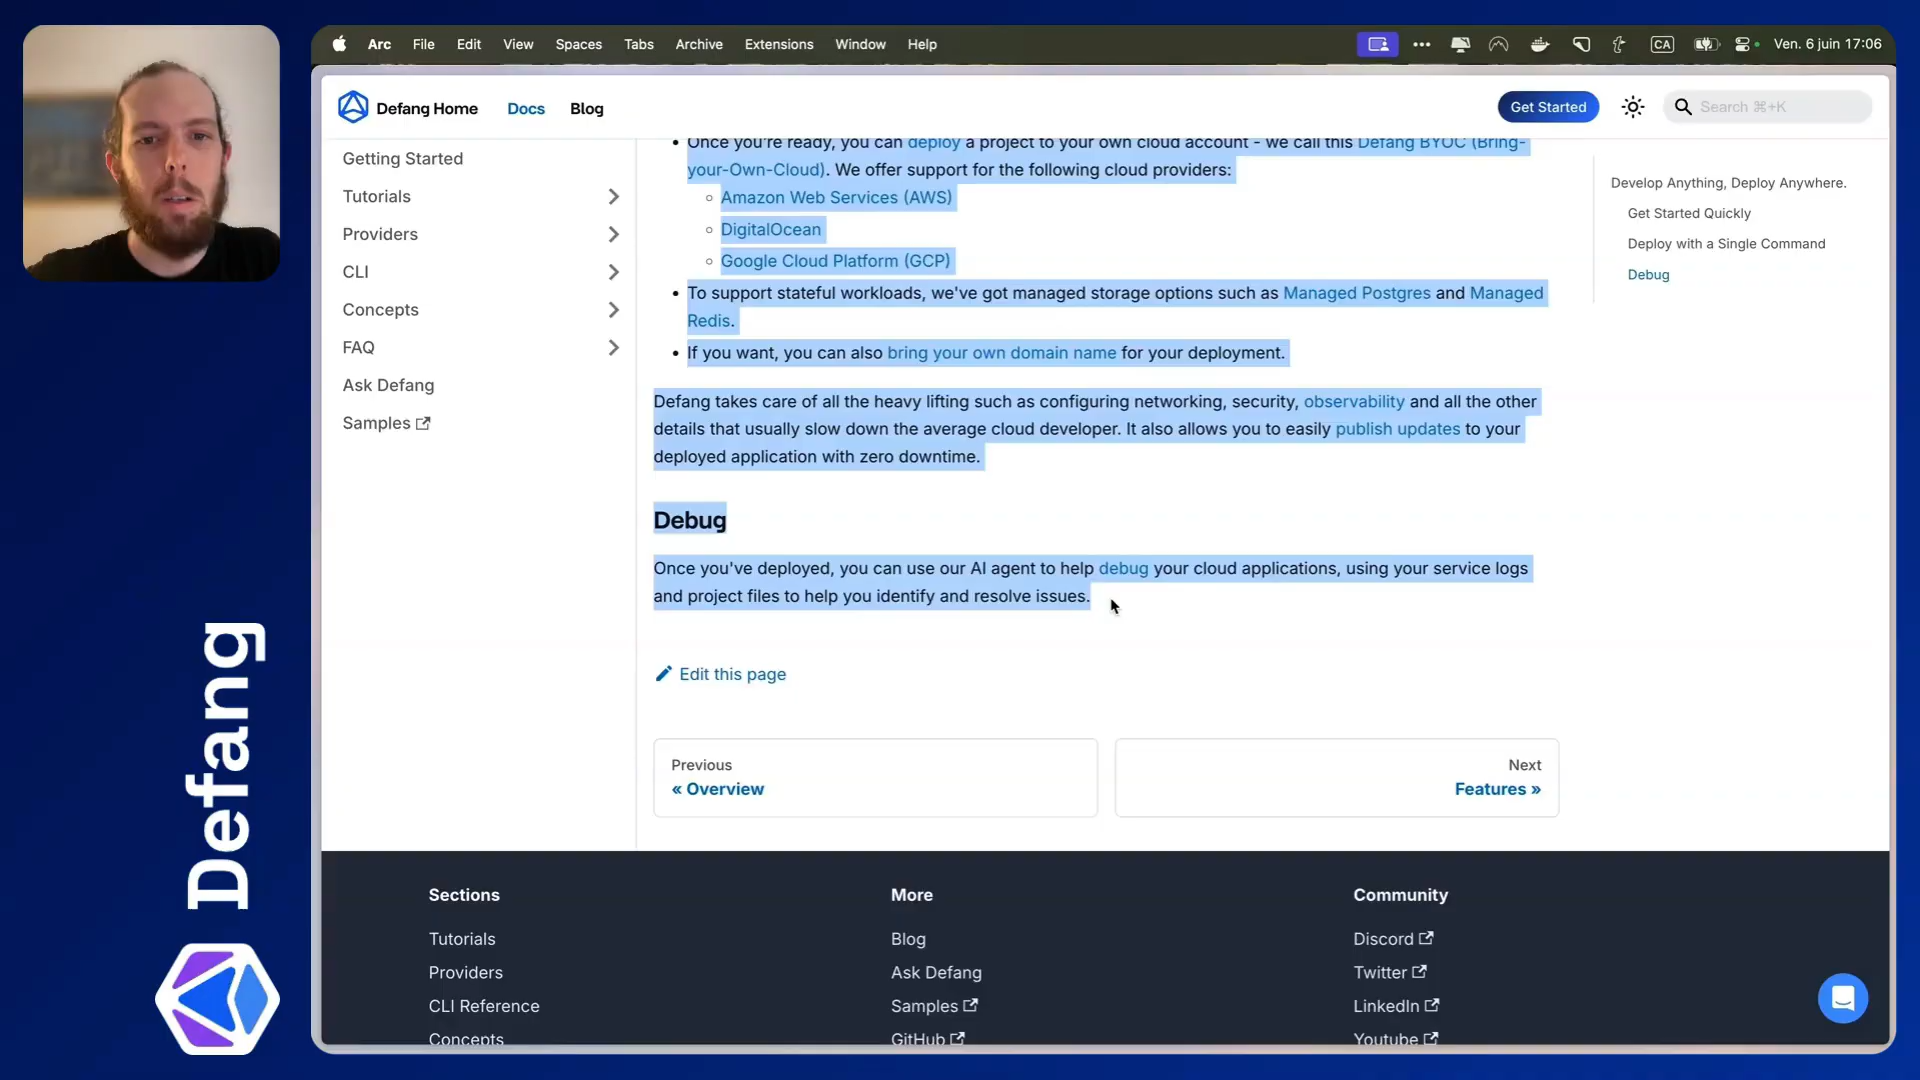 Arc File Edit View Spaces Tabs Archive Extensions Window Help
CA
Ven. 6 juin 17:06
Defang Home Docs Blog
Get Started
Search ⌘+K
Getting Started
Tutorials
Providers
CLI
Concepts
FAQ
Ask Defang
Samples
• Once you're ready, you can deploy a project to your own cloud account - we call this Defang BYOC (Bring-
your-Own-Cloud). We offer support for the following cloud providers:
◦ Amazon Web Services (AWS)
◦ DigitalOcean
◦ Google Cloud Platform (GCP)
• To support stateful workloads, we've got managed storage options such as Managed Postgres and Managed
Redis.
• If you want, you can also bring your own domain name for your deployment.
Defang takes care of all the heavy lifting such as configuring networking, security, observability and all the other
details that usually slow down the average cloud developer. It also allows you to easily publish updates to your
deployed application with zero downtime.
Debug
Once you've deployed, you can use our AI agent to help debug your cloud applications, using your service logs
and project files to help you identify and resolve issues.
Edit this page
Previous
« Overview
Next
Features »
Develop Anything, Deploy Anywhere.
Get Started Quickly
Deploy with a Single Command
Debug
Sections
Tutorials
Providers
CLI Reference
Concepts
More
Blog
Ask Defang
Samples
GitHub
Community
Discord
Twitter
LinkedIn
Youtube
Defang